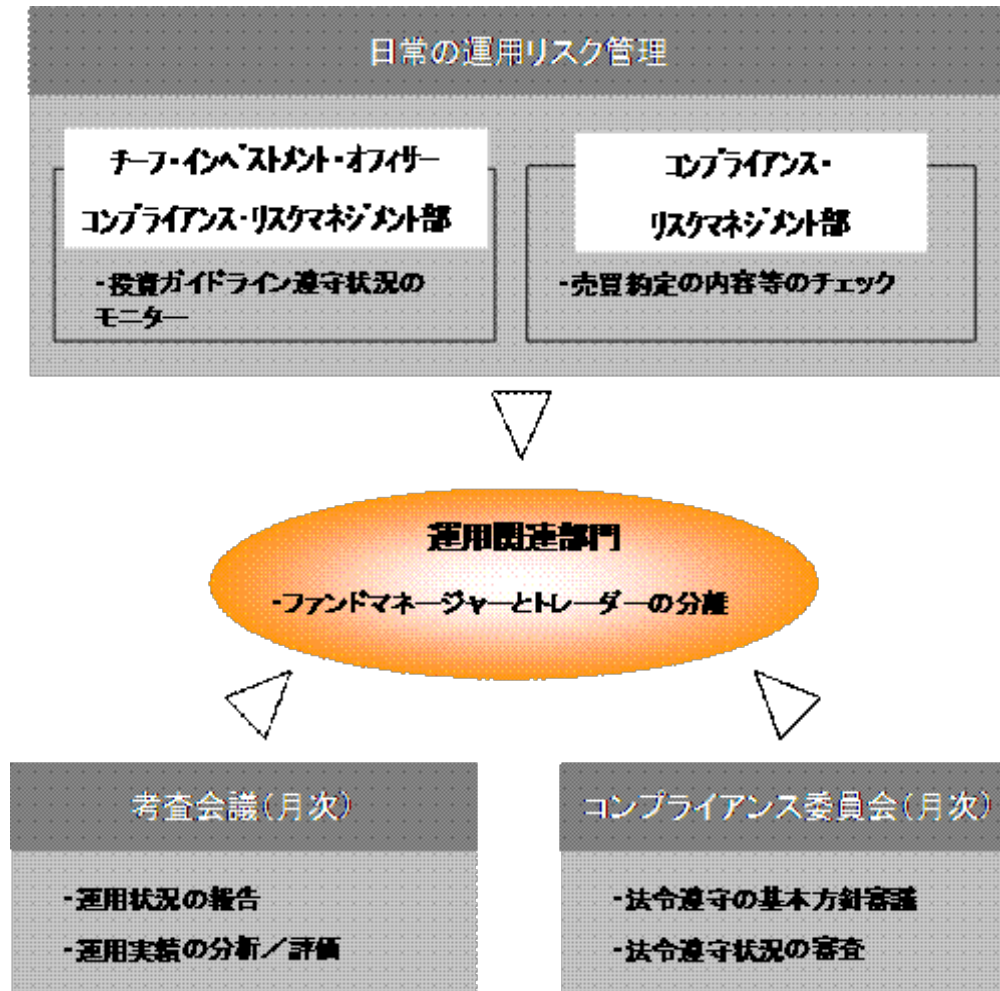 日常の運用リスク管理
チーフ・インベストメント・オフィサー
コンプライアンス・リスクマネジメント部
-投資ガイドライン遵守状況の
モニター
コンプライアンス・
リスクマネジメント部
-売買約定の内容等のチェック
運用関連部門
-ファンドマネージャーとトレーダーの分離
考査会議(月次)
-運用状況の報告
-運用実績の分析／評価
コンプライアンス委員会(月次)
-法令遵守の基本方針審議
-法令遵守状況の審査